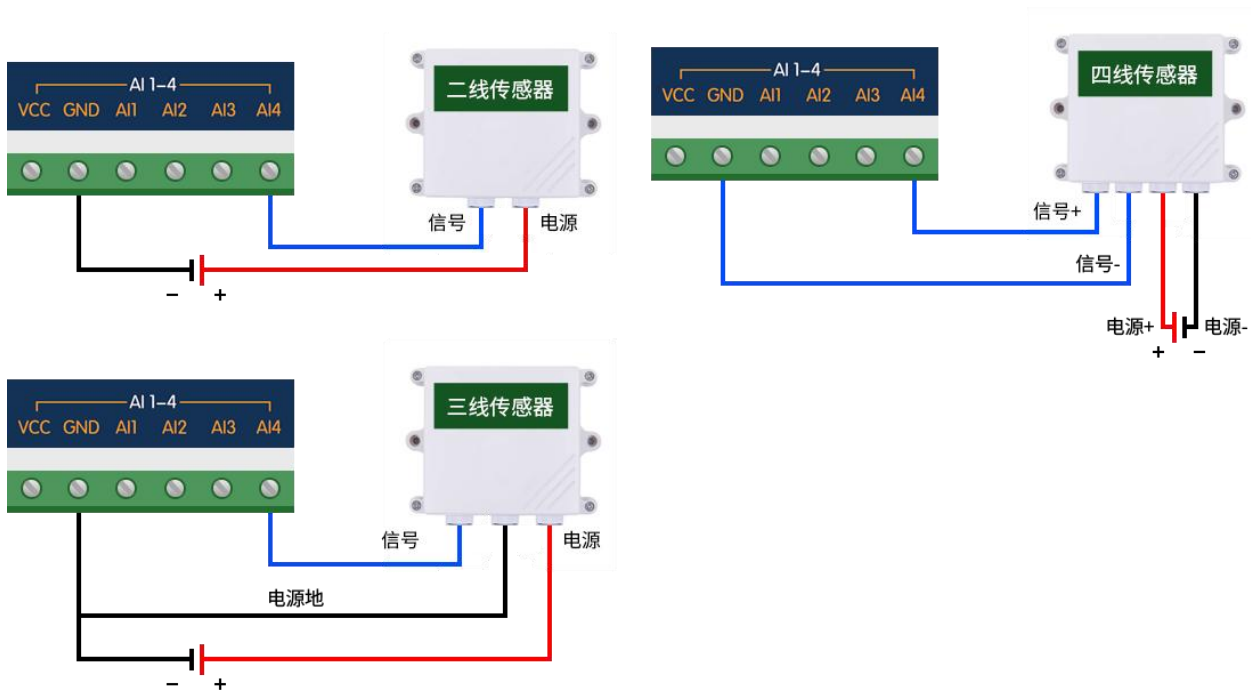 AI 1-4
VCC GND AI1 AI2 AI3 AI4
二线传感器
信号
电源
- +
AI 1-4
VCC GND AI1 AI2 AI3 AI4
四线传感器
信号+
信号-
电源+
电源-
+ -
AI 1-4
VCC GND AI1 AI2 AI3 AI4
三线传感器
信号
电源
电源地
- +